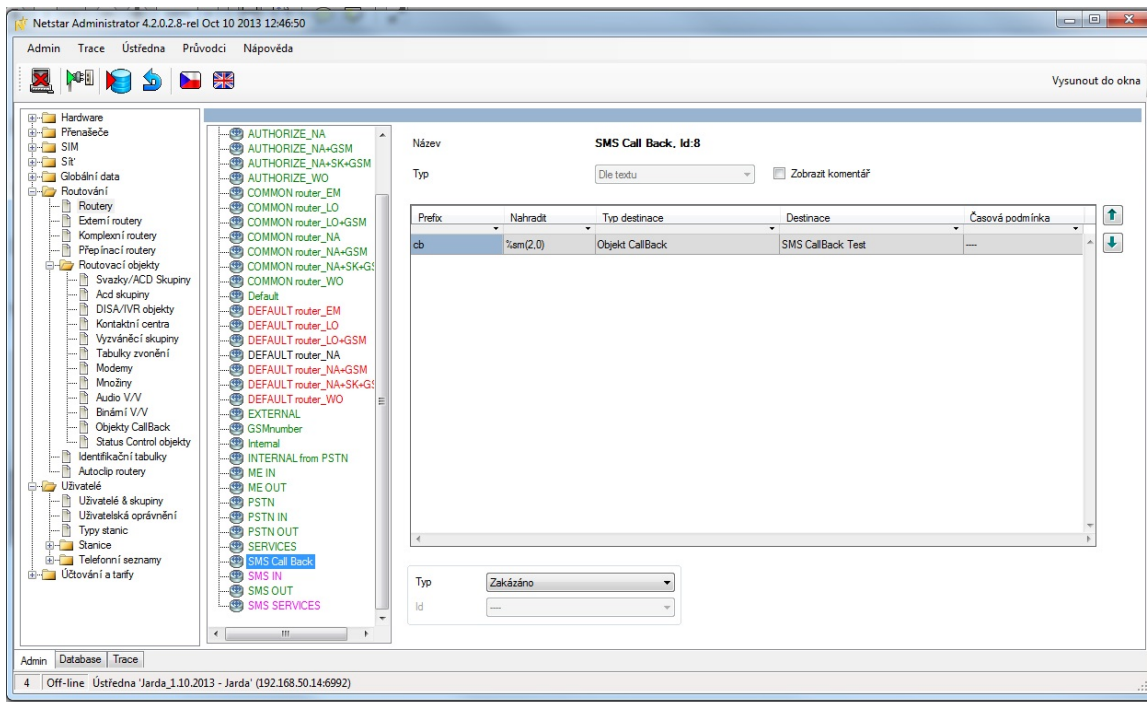 Netstar Administrator 4.2.0.2.8-rel Oct 10 2013 12:46:50
Admin Trace Ústředna Průvodci Nápověda
Vysunout do okna
Hardware
Přenašeče
SIM
Síť
Globální data
Routování
Routery
Externí routery
Komplexní routery
Přepínací routery
Routovací objekty
Svazky/ACD Skupiny
Acd skupiny
DISA/IVR objekty
Kontaktní centra
Vyzváněcí skupiny
Tabulky zvonění
Modemy
Množiny
Audio V/V
Binární V/V
Objekty CallBack
Status Control objekty
Identifikační tabulky
Autoclip routery
Uživatelé
Uživatelé & skupiny
Uživatelská oprávnění
Typy stanic
Stanice
Telefonní seznamy
Účtování a tarify
AUTHORIZE_NA
AUTHORIZE_NA+GSM
AUTHORIZE_NA+SK+GSM
AUTHORIZE_WO
COMMON router_EM
COMMON router_LO
COMMON router_LO+GSM
COMMON router_NA
COMMON router_NA+GSM
COMMON router_NA+SK+GS
COMMON router_WO
Default
DEFAULT router_EM
DEFAULT router_LO
DEFAULT router_LO+GSM
DEFAULT router_NA
DEFAULT router_NA+GSM
DEFAULT router_NA+SK+GS
DEFAULT router_WO
EXTERNAL
GSMnumber
Internal
INTERNAL from PSTN
ME IN
ME OUT
PSTN
PSTN IN
PSTN OUT
SERVICES
SMS Call Back
SMS IN
SMS OUT
SMS SERVICES
Název SMS Call Back, Id:8
Typ Dle textu Zobrazit komentář
Prefix Nahradit Typ destinace Destinace Časová podmínka
cb %sm(2,0) Objekt CallBack SMS CallBack Test ----
Typ Zakázáno
Id ----
Admin Database Trace
4 Off-line Ústředna 'Jarda_1.10.2013 - Jarda' (192.168.50.14:6992)